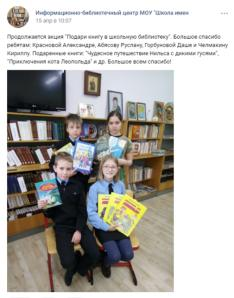 Информационно-библиотечный центр МОУ "Школа имен
15 апр в 10:07
Продолжается акция "Подари книгу в школьную библиотеку". Большое спасибо
ребятам: Красновой Александре, Абясову Руслану, Горбуновой Даше и Челмакину
Кириллу. Подаренные книги: "Чудесное путешествие Нильса с дикими гусями",
"Приключения кота Леопольда" и др. Большое всем спасибо!